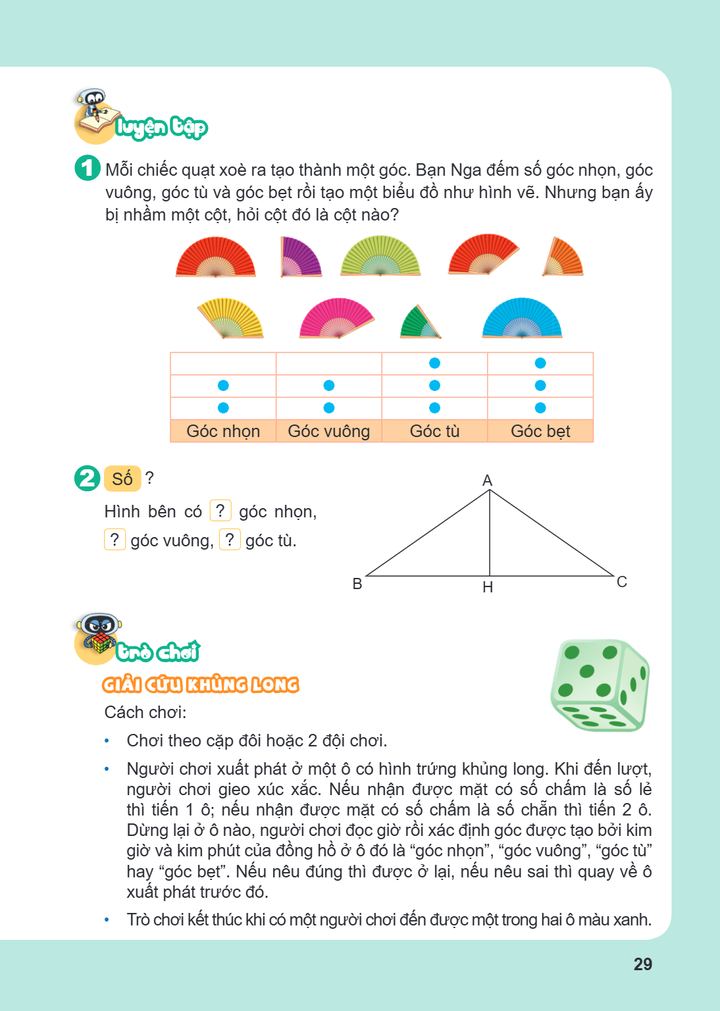 luyện tập
1 Mỗi chiếc quạt xoè ra tạo thành một góc. Bạn Nga đếm số góc nhọn, góc
vuông, góc tù và góc bẹt rồi tạo một biểu đồ như hình vẽ. Nhưng bạn ấy
bị nhầm một cột, hỏi cột đó là cột nào?
Góc nhọn Góc vuông Góc tù Góc bẹt
2 Số ?
Hình bên có ? góc nhọn,
? góc vuông, ? góc tù.
A
B
H
C
trò chơi
GIẢI CỨU KHỦNG LONG
Cách chơi:
• Chơi theo cặp đôi hoặc 2 đội chơi.
• Người chơi xuất phát ở một ô có hình trứng khủng long. Khi đến lượt,
người chơi gieo xúc xắc. Nếu nhận được mặt có số chấm là số lẻ
thì tiến 1 ô; nếu nhận được mặt có số chấm là số chẵn thì tiến 2 ô.
Dừng lại ở ô nào, người chơi đọc giờ rồi xác định góc được tạo bởi kim
giờ và kim phút của đồng hồ ở ô đó là “góc nhọn”, “góc vuông”, “góc tù”
hay “góc bẹt”. Nếu nêu đúng thì được ở lại, nếu nêu sai thì quay về ô
xuất phát trước đó.
• Trò chơi kết thúc khi có một người chơi đến được một trong hai ô màu xanh.
29